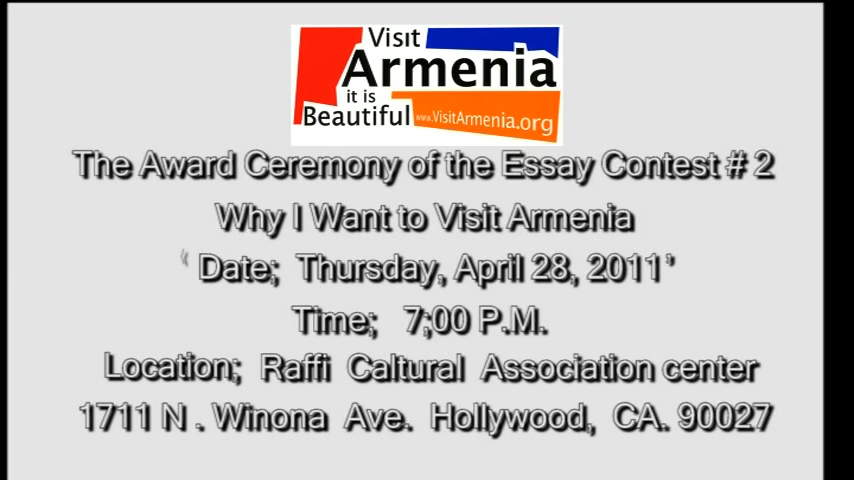 Visit
Armenia
it is
Beautiful www.VisitArmenia.org
The Award Ceremony of the Essay Contest # 2
Why I Want to Visit Armenia
‘ Date; Thursday, April 28, 2011’
Time; 7;00 P.M.
Location; Raffi Caltural Association center
1711 N . Winona Ave. Hollywood, CA. 90027